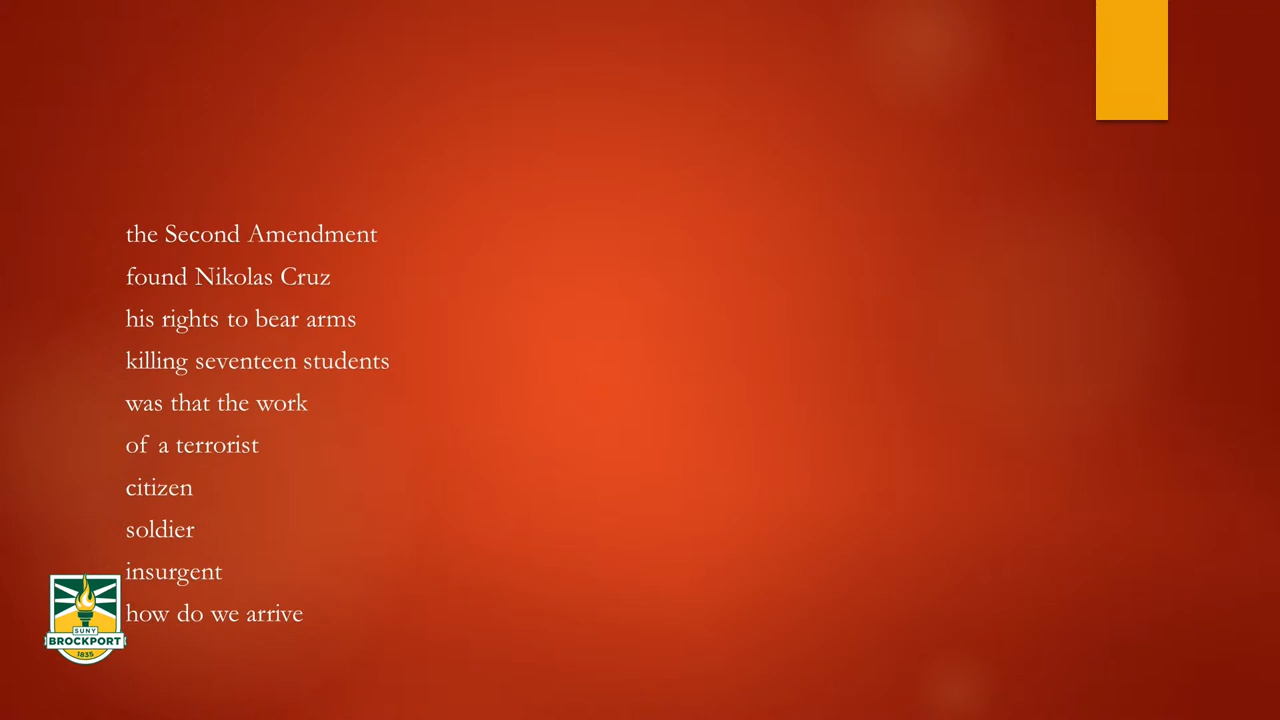 the Second Amendment
found Nikolas Cruz
his rights to bear arms
killing seventeen students
was that the work
of a terrorist
citizen
soldier
insurgent
how do we arrive
SUNY
BROCKPORT
1835